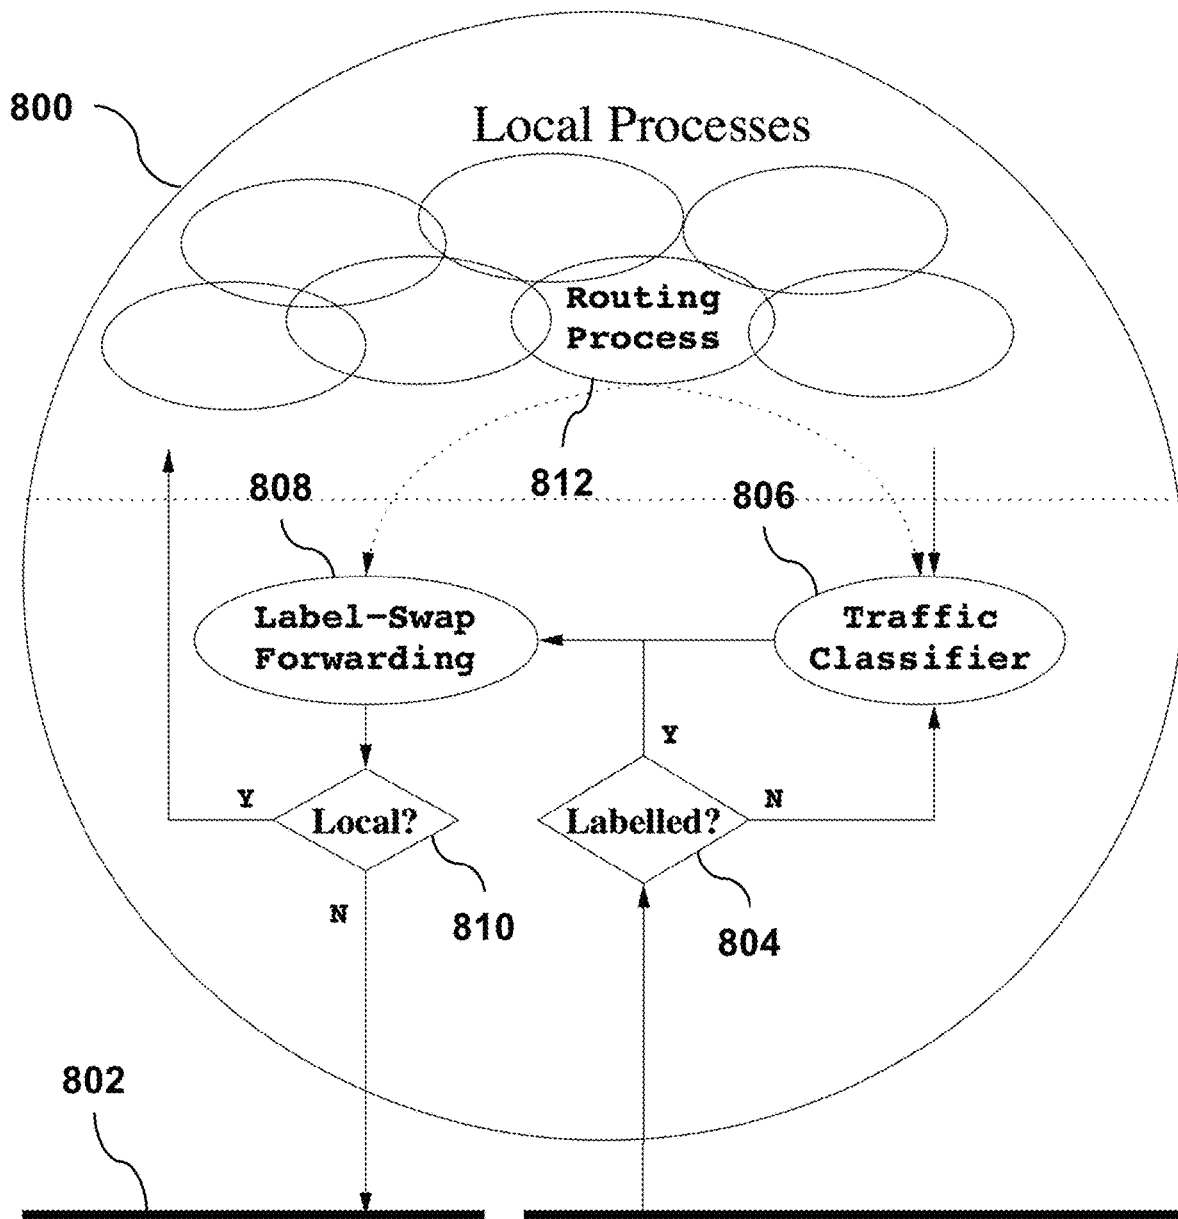 800
Local Processes
Routing
Process
808
812
806
Label-Swap
Forwarding
Traffic
Classifier
Y
Y
N
Local?
Labelled?
N
810
804
802